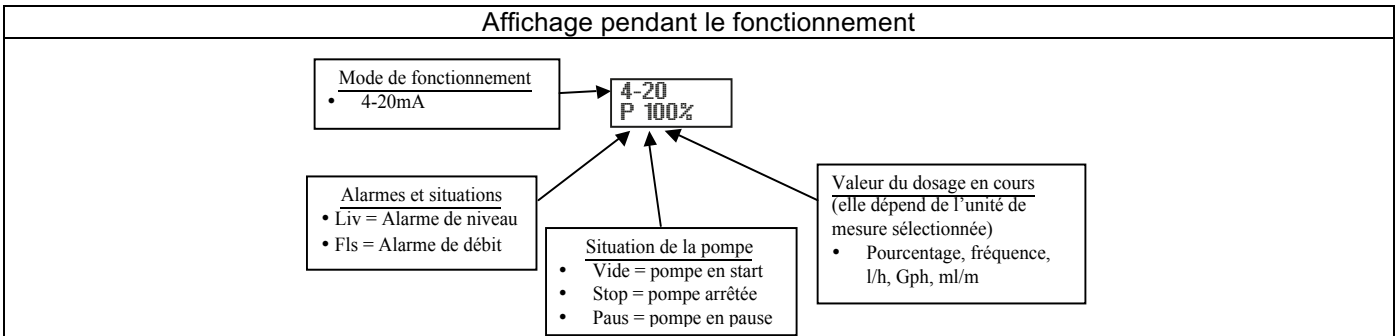 Affichage pendant le fonctionnement
Mode de fonctionnement
• 4-20mA
4-20
P 100%
Alarmes et situations
• Liv = Alarme de niveau
• Fls = Alarme de débit
Situation de la pompe
• Vide = pompe en start
• Stop = pompe arrêtée
• Paus = pompe en pause
Valeur du dosage en cours
(elle dépend de l’unité de
mesure sélectionnée)
• Pourcentage, fréquence,
l/h, Gph, ml/m